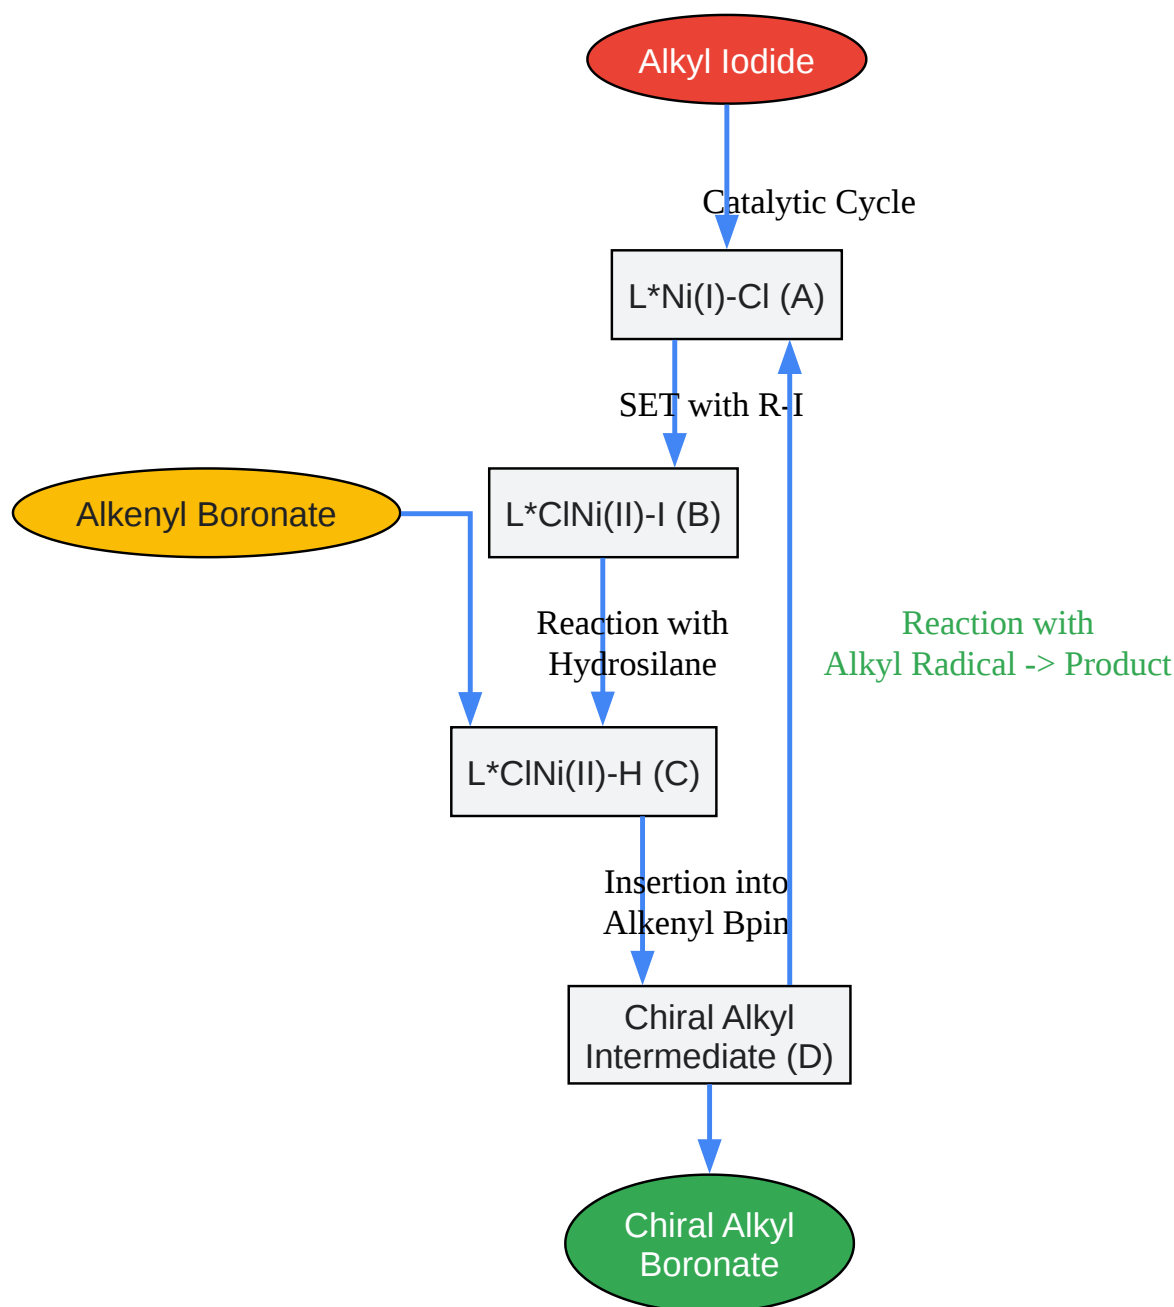 Alkyl Iodide
Catalytic Cycle
L*Ni(I)-Cl (A)
SET with R-I
Alkenyl Boronate
L*ClNi(II)-I (B)
Reaction with
Hydrosilane
Reaction with
Alkyl Radical -> Product
L*ClNi(II)-H (C)
Insertion into
Alkenyl Bpin
Chiral Alkyl
Intermediate (D)
Chiral Alkyl
Boronate